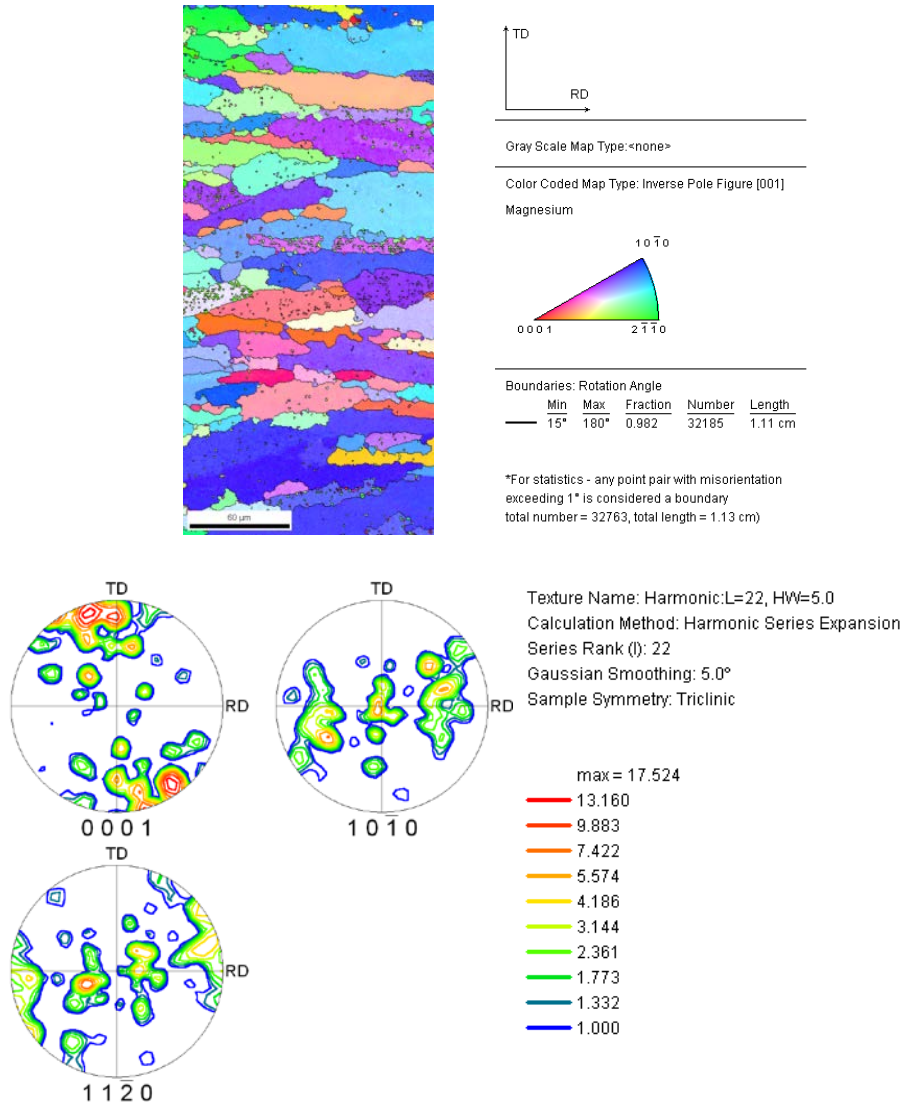 TD
RD
Gray Scale Map Type:<none>
Color Coded Map Type: Inverse Pole Figure [001]
Magnesium
1 0 1̅ 0
0 0 0 1
2 1̅ 1̅ 0
Boundaries: Rotation Angle
Min Max Fraction Number Length
15° 180° 0.982 32185 1.11 cm
*For statistics - any point pair with misorientation
exceeding 1° is considered a boundary
total number = 32763, total length = 1.13 cm)
60 µm
TD
RD
0 0 0 1
TD
RD
1 0 1̅ 0
TD
RD
1 1 2̅ 0
Texture Name: Harmonic:L=22, HW=5.0
Calculation Method: Harmonic Series Expansion
Series Rank (l): 22
Gaussian Smoothing: 5.0°
Sample Symmetry: Triclinic
max = 17.524
13.160
9.883
7.422
5.574
4.186
3.144
2.361
1.773
1.332
1.000